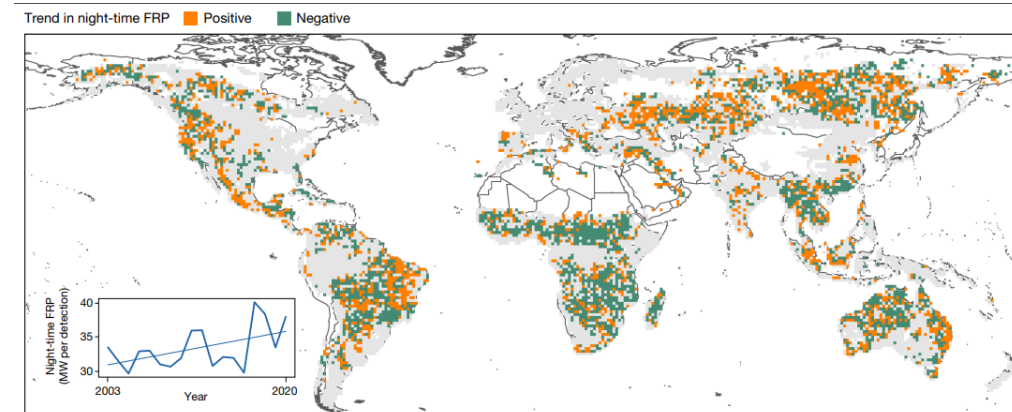 Trend in night-time FRP Positive Negative
Night-time FRP
(MW per detection)
40
35
30
2003 2020
Year